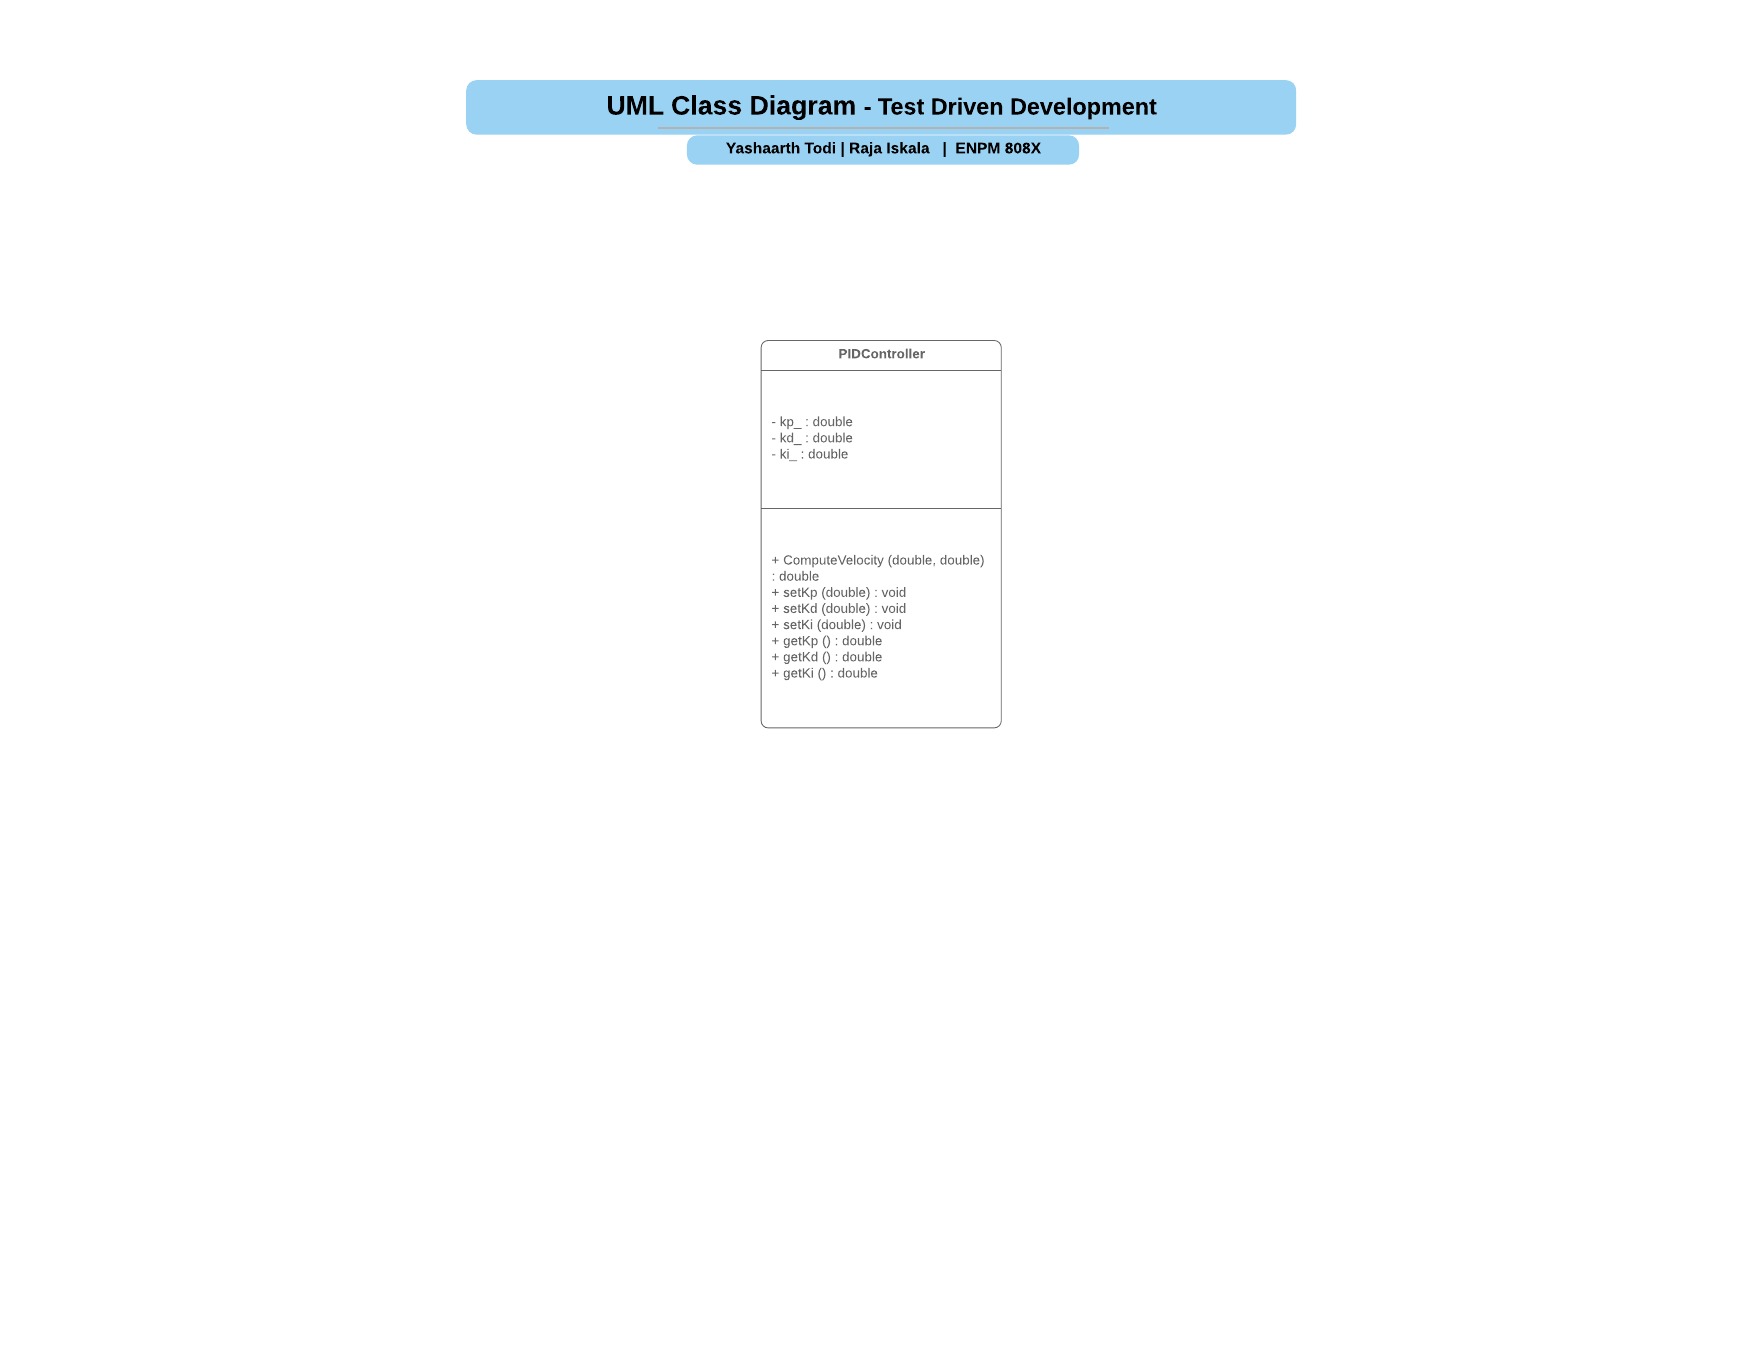 UML Class Diagram - Test Driven Development
Yashaarth Todi | Raja Iskala | ENPM 808X
PIDController
- kp_ : double
- kd_ : double
- ki_ : double
+ ComputeVelocity (double, double)
: double
+ setKp (double) : void
+ setKd (double) : void
+ setKi (double) : void
+ getKp () : double
+ getKd () : double
+ getKi () : double